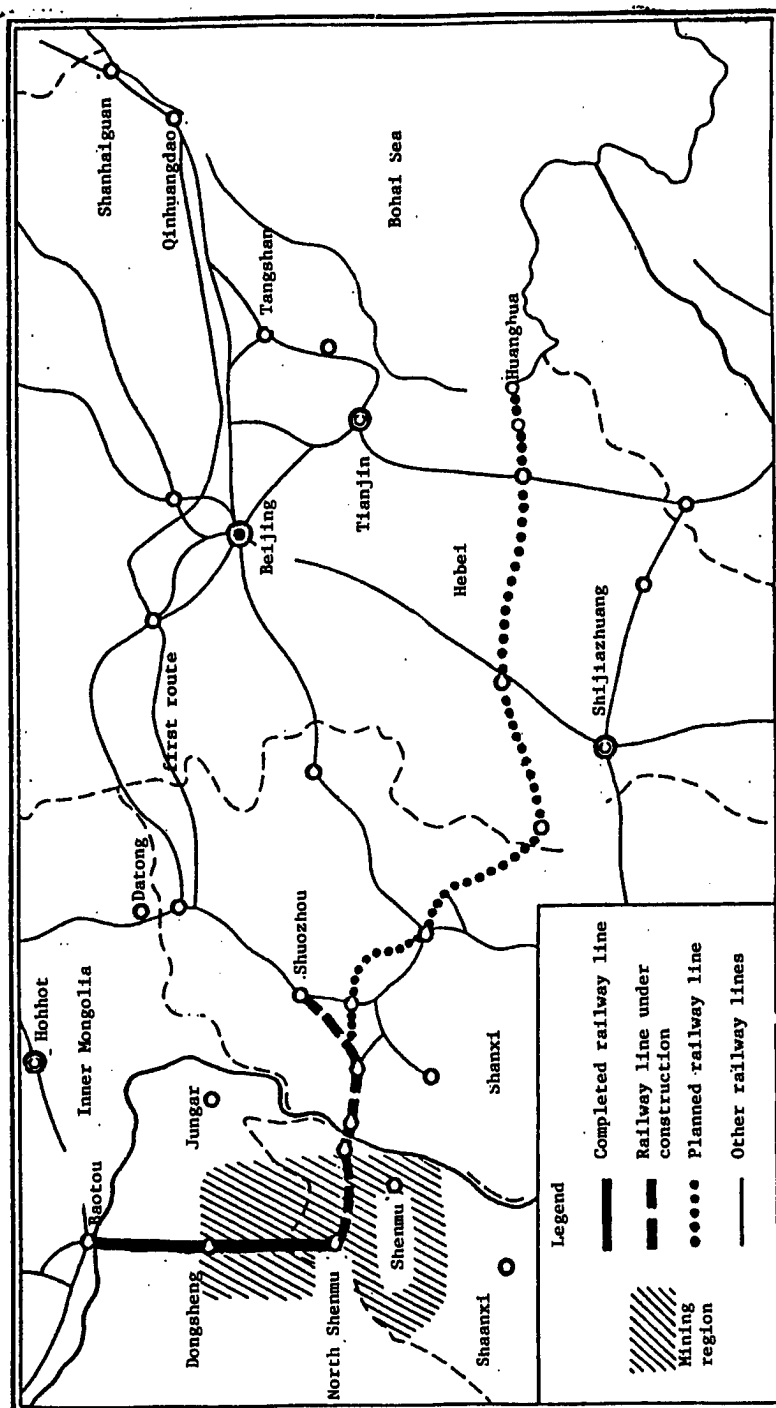 Hohhot
Inner Mongolia
Baotou
Jungar
Dongsheng
North Shenmu
Shenmu
Shaanxi
Datong
Shuozhou
Shanxi
first route
Beijing
Tianjin
Tangshan
Qinhuangdao
Shanhaiguan
Bohai Sea
Hebei
Huanghua
Shijiazhuang
Legend
Mining
region
Completed railway line
Railway line under
construction
Planned railway line
Other railway lines